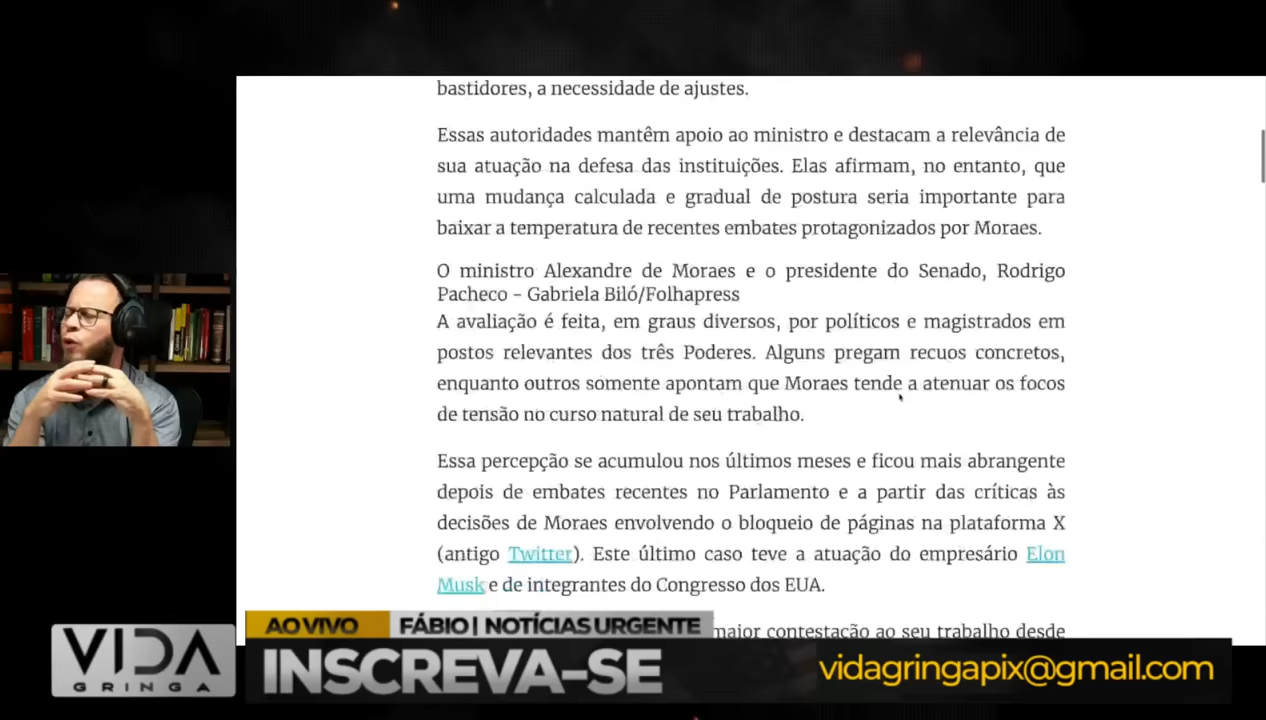 bastidores, a necessidade de ajustes.
Essas autoridades mantêm apoio ao ministro e destacam a relevância de
sua atuação na defesa das instituições. Elas afirmam, no entanto, que
uma mudança calculada e gradual de postura seria importante para
baixar a temperatura de recentes embates protagonizados por Moraes.
O ministro Alexandre de Moraes e o presidente do Senado, Rodrigo
Pacheco - Gabriela Biló/Folhapress
A avaliação é feita, em graus diversos, por políticos e magistrados em
postos relevantes dos três Poderes. Alguns pregam recuos concretos,
enquanto outros somente apontam que Moraes tende a atenuar os focos
de tensão no curso natural de seu trabalho.
Essa percepção se acumulou nos últimos meses e ficou mais abrangente
depois de embates recentes no Parlamento e a partir das críticas às
decisões de Moraes envolvendo o bloqueio de páginas na plataforma X
(antigo Twitter). Este último caso teve a atuação do empresário Elon
Musk e de integrantes do Congresso dos EUA.
maior contestação ao seu trabalho desde
AO VIVO FÁBIO | NOTÍCIAS URGENTE
VIDA
GRINGA
INSCREVA-SE
vidagringapix@gmail.com